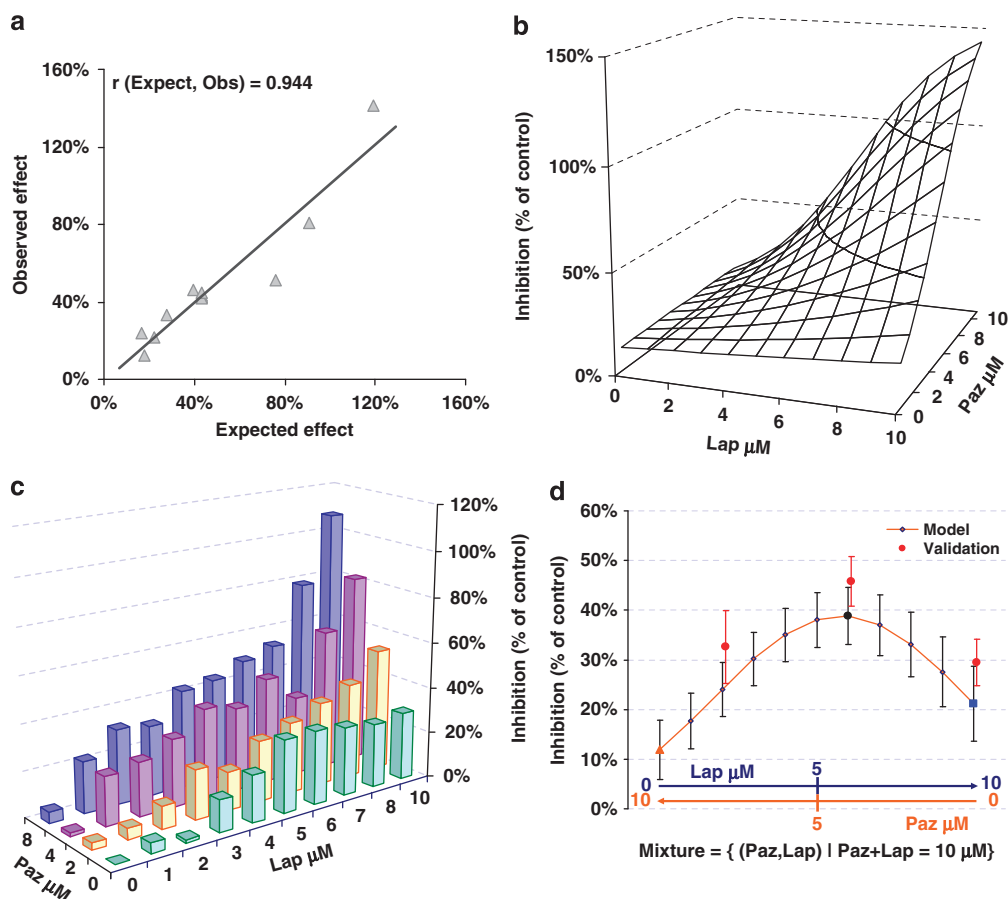 a
160%
120%
80%
40%
0%
r (Expect, Obs) = 0.944
Observed effect
0% 40% 80% 120% 160%
Expected effect
b
150%
100%
50%
0%
Inhibition (% of control)
0 2 4 6 8 10
Lap µM
0 2 4 6 8 10
Paz µM
c
120%
100%
80%
60%
40%
20%
0%
Inhibition (% of control)
8 4 2 0
Paz µM
0 1 2 3 4 5 6 7 8 10
Lap µM
d
60%
50%
40%
30%
20%
10%
0%
Inhibition (% of control)
Model
Validation
0 Lap µM 5 10
10 5 Paz µM 0
Mixture = { (Paz,Lap) I Paz+Lap = 10 µM}